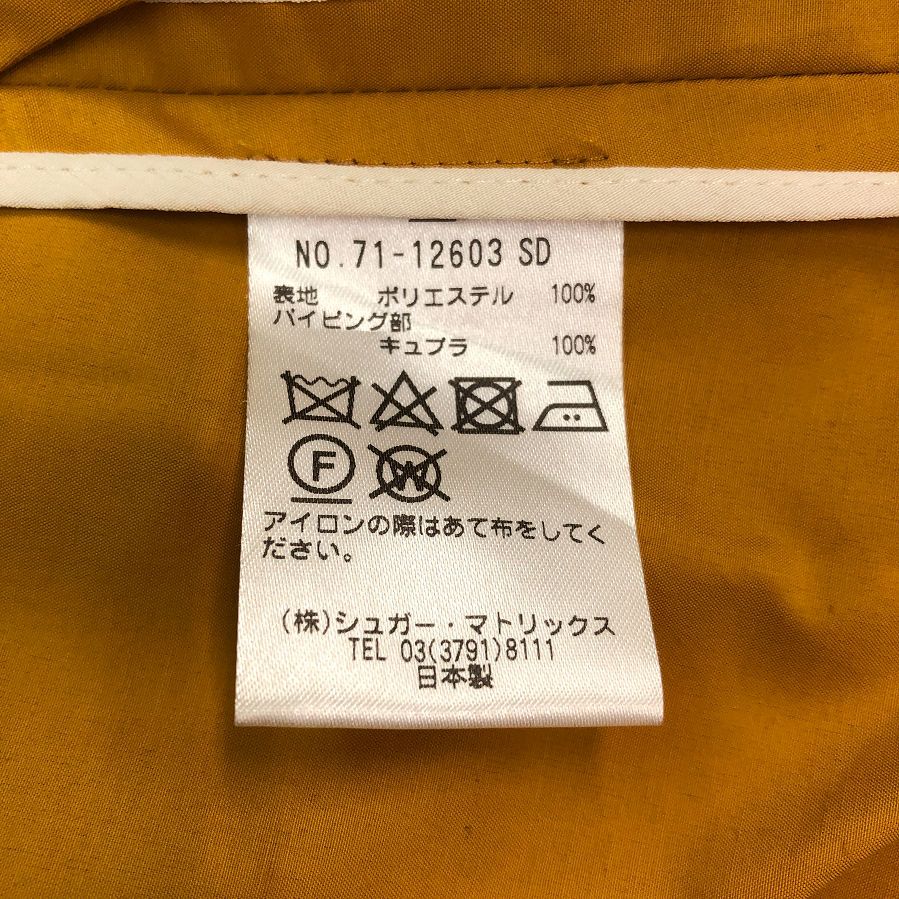 NO.71-12603 SD
表地 ポリエステル 100%
パイピング部
キュプラ 100%
F W
アイロンの際はあて布をしてく
ださい。
(株)シュガー・マトリックス
TEL 03(3791)8111
日本製